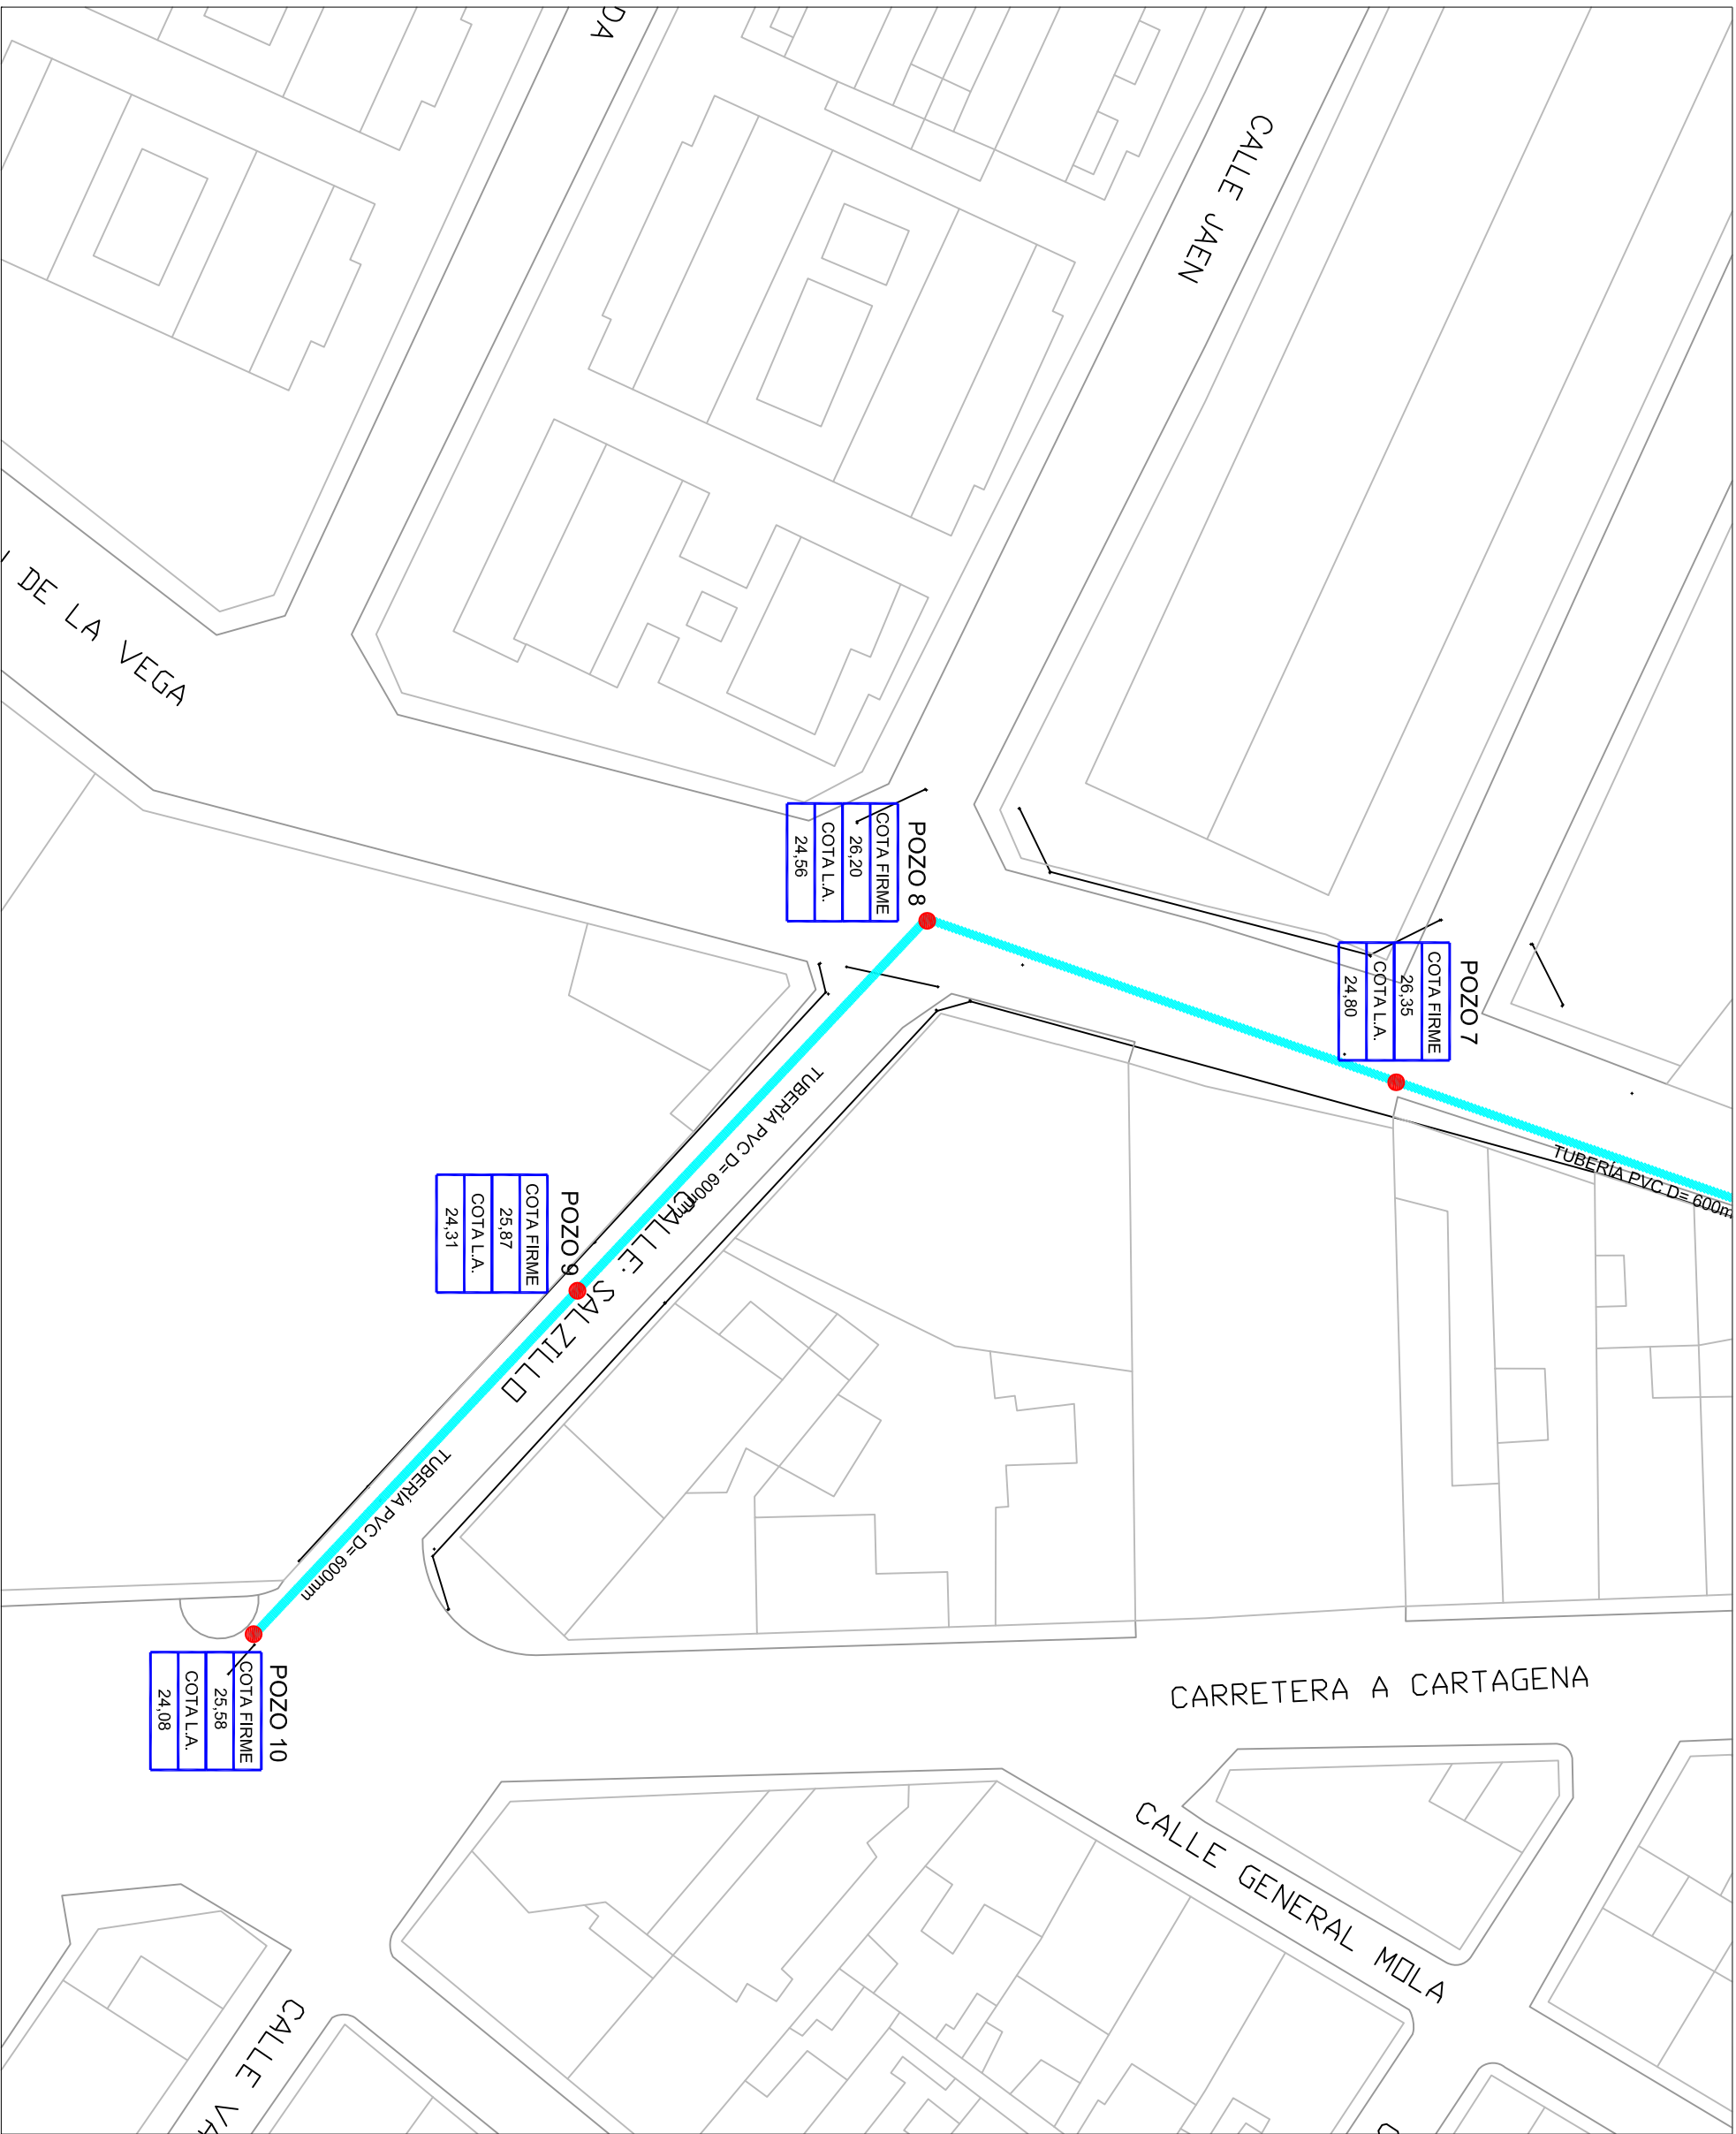 DA
CALLE JAEN
DE LA VEGA
POZO 8
COTA FIRME
26,20
COTA L.A.
24,56
POZO 7
COTA FIRME
26,35
COTA L.A.
24,80
TUBERÍA PVC D= 600mm
TUBERÍA PVC D= 600m
CALLE: SALZILLO
POZO 9
COTA FIRME
25,87
COTA L.A.
24,31
TUBERÍA PVC D= 600mm
POZO 10
COTA FIRME
25,58
COTA L.A.
24,08
CARRETERA A CARTAGENA
CALLE GENERAL MOLA
CALLE VA